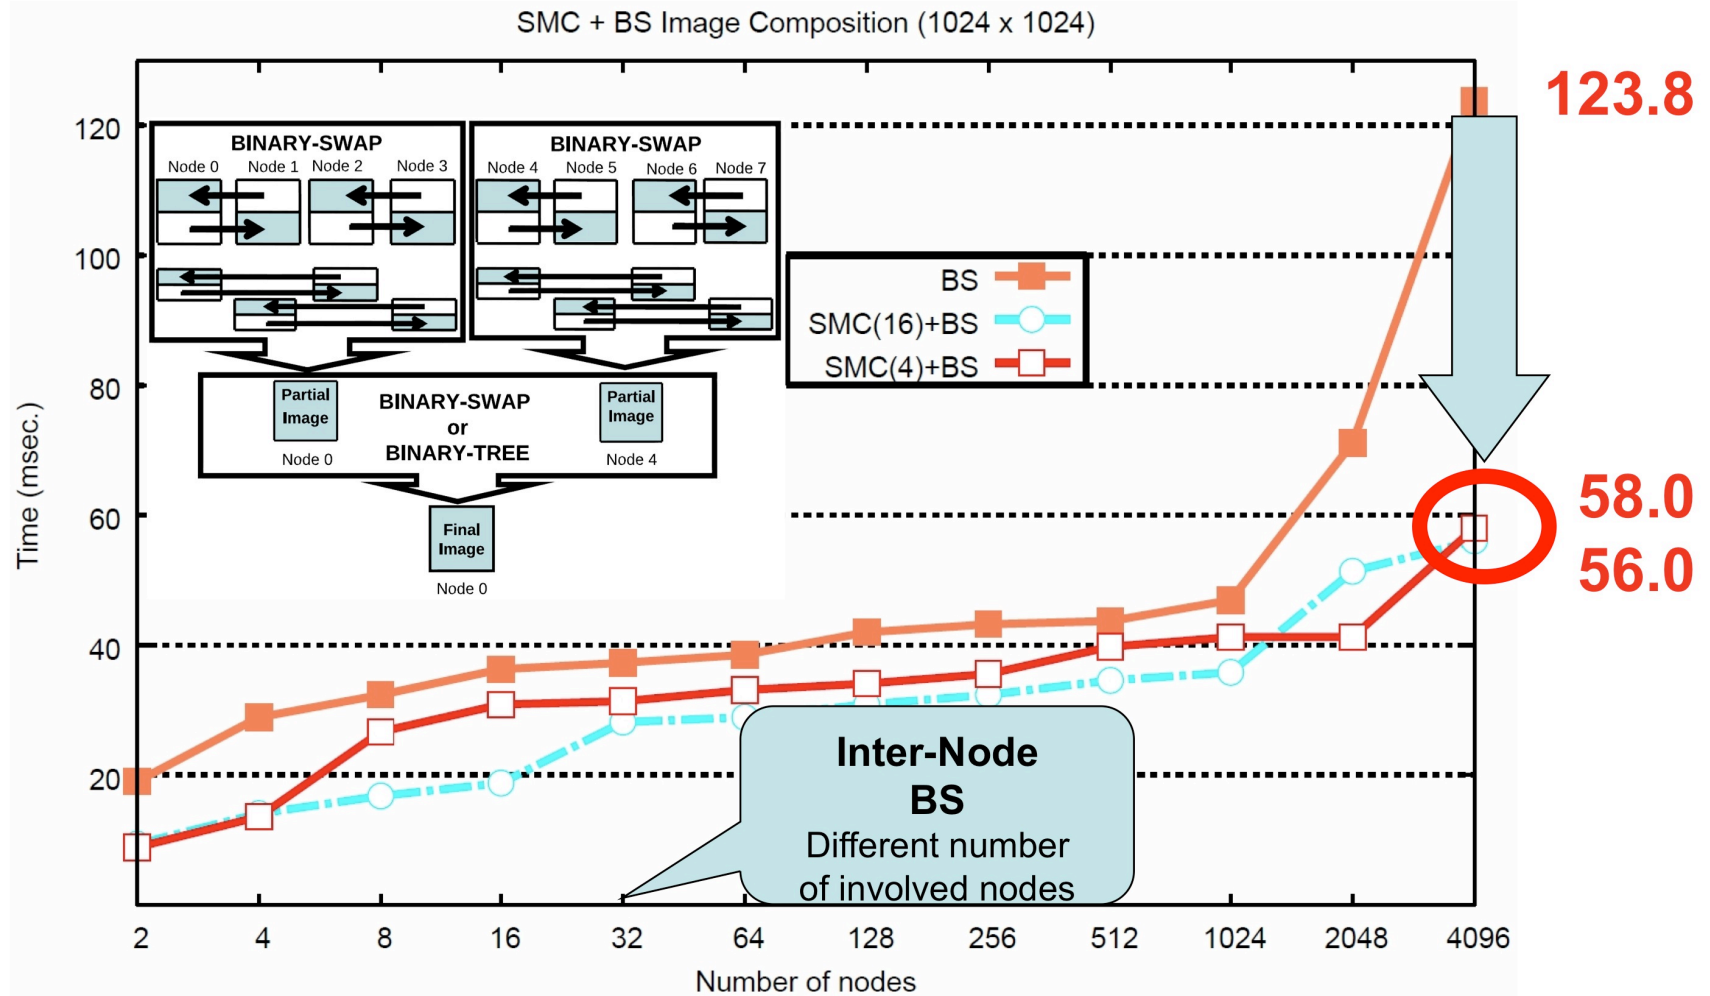 SMC + BS Image Composition (1024 x 1024)
123.8
58.0
56.0
Time (msec.)
120
100
80
60
40
20
BINARY-SWAP
Node 0 Node 1 Node 2 Node 3
BINARY-SWAP
Node 4 Node 5 Node 6 Node 7
Partial
Image
Node 0
BINARY-SWAP
or
BINARY-TREE
Partial
Image
Node 4
Final
Image
Node 0
BS
SMC(16)+BS
SMC(4)+BS
Inter-Node
BS
Different number
of involved nodes
2 4 8 16 32 64 128 256 512 1024 2048 4096
Number of nodes